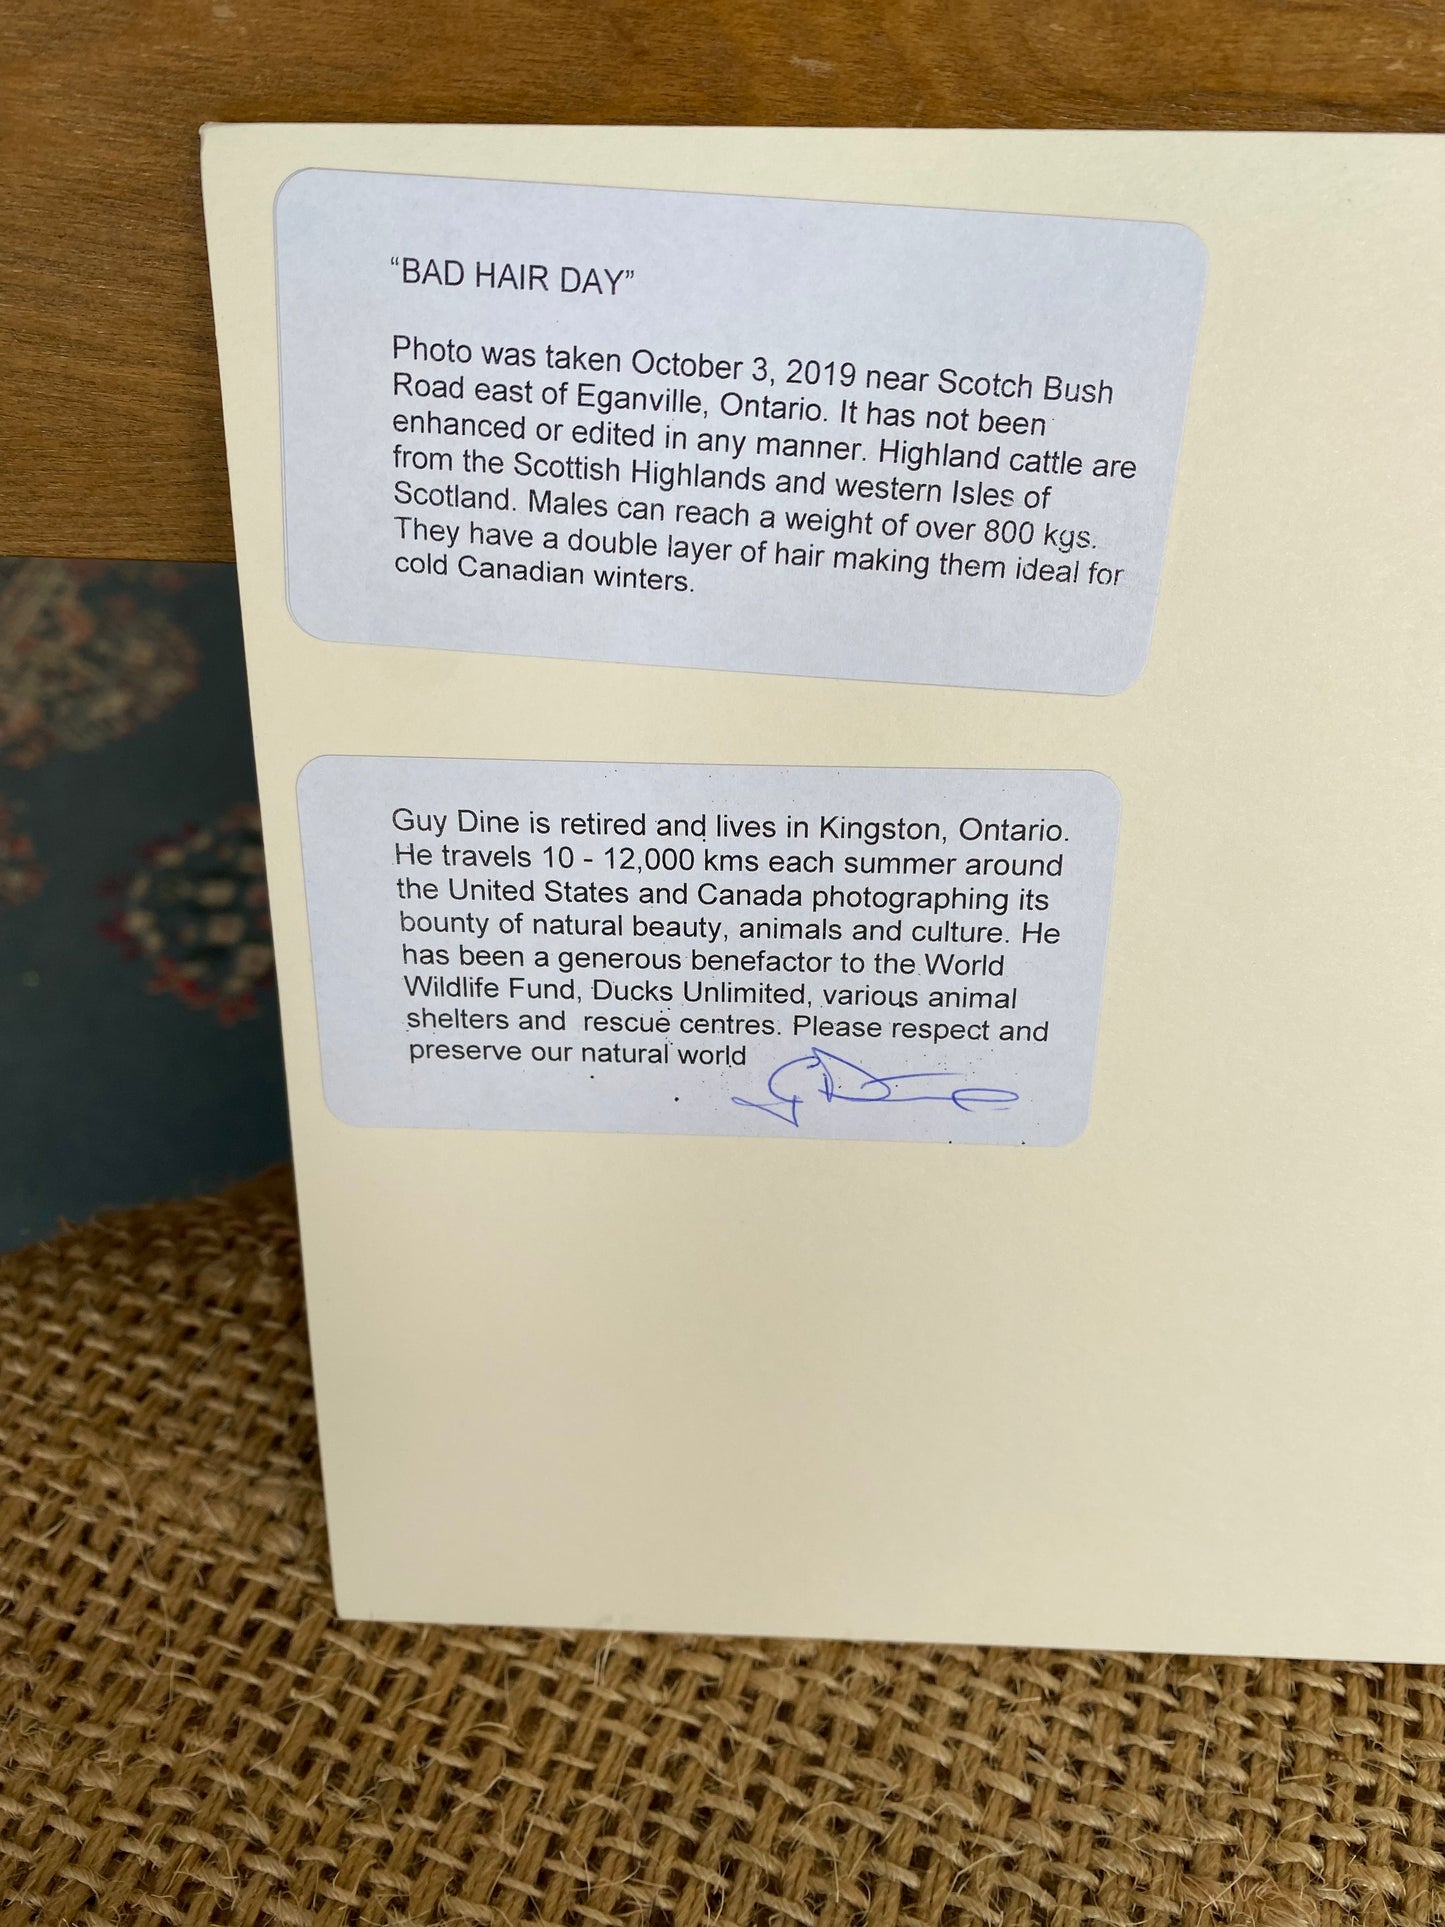 “BAD HAIR DAY”
Photo was taken October 3, 2019 near Scotch Bush
Road east of Eganville, Ontario. It has not been
enhanced or edited in any manner. Highland cattle are
from the Scottish Highlands and western Isles of
Scotland. Males can reach a weight of over 800 kgs.
They have a double layer of hair making them ideal for
cold Canadian winters.
Guy Dine is retired and lives in Kingston, Ontario.
He travels 10 - 12,000 kms each summer around
the United States and Canada photographing its
bounty of natural beauty, animals and culture. He
has been a generous benefactor to the World
Wildlife Fund, Ducks Unlimited, various animal
shelters and  rescue centres. Please respect and
preserve our natural world